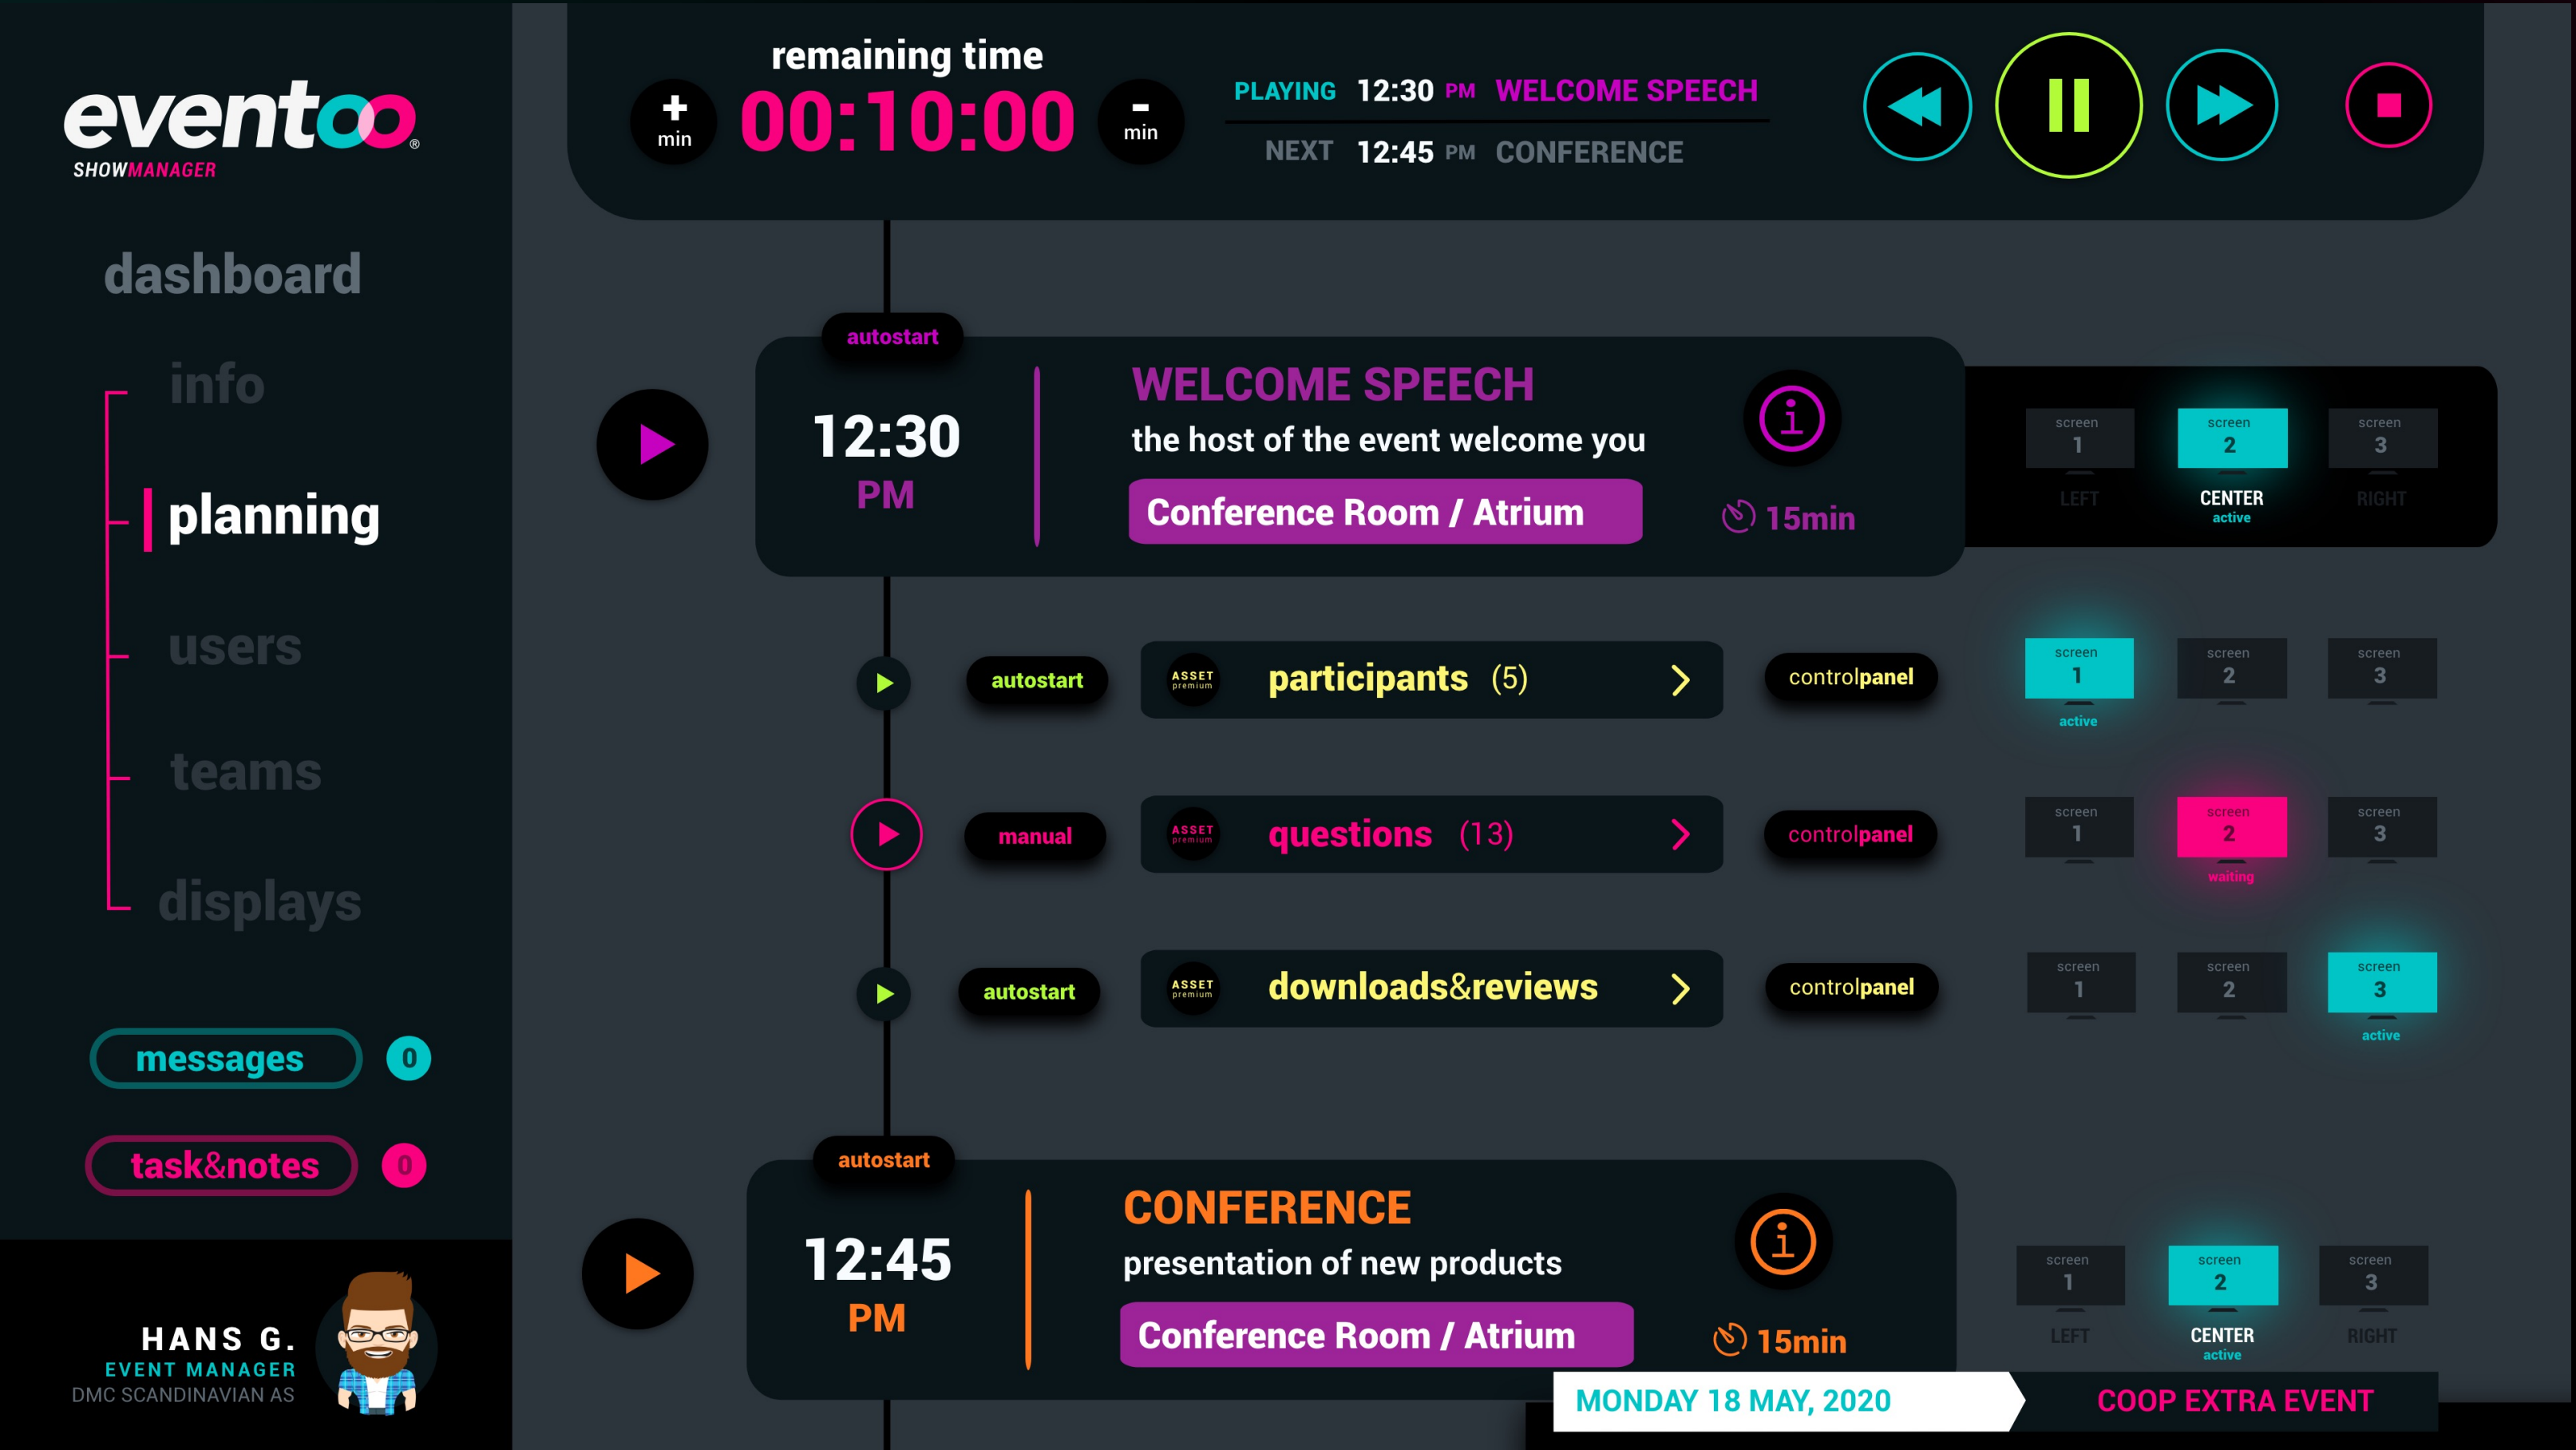 eventoo®
SHOWMANAGER
dashboard
info
planning
users
teams
displays
messages 0
task&notes 0
HANS G.
EVENT MANAGER
DMC SCANDINAVIAN AS
remaining time
+ min
00:10:00
- min
PLAYING 12:30 PM WELCOME SPEECH
NEXT 12:45 PM CONFERENCE
autostart
12:30
PM
WELCOME SPEECH
the host of the event welcome you
Conference Room / Atrium
i
15min
screen 1 LEFT
screen 2 CENTER active
screen 3 RIGHT
autostart
ASSET premium
participants (5)
controlpanel
screen 1 active
screen 2
screen 3
manual
ASSET premium
questions (13)
controlpanel
screen 1
screen 2 waiting
screen 3
autostart
ASSET premium
downloads&reviews
controlpanel
screen 1
screen 2
screen 3 active
autostart
12:45
PM
CONFERENCE
presentation of new products
Conference Room / Atrium
i
15min
screen 1 LEFT
screen 2 CENTER active
screen 3 RIGHT
MONDAY 18 MAY, 2020
COOP EXTRA EVENT